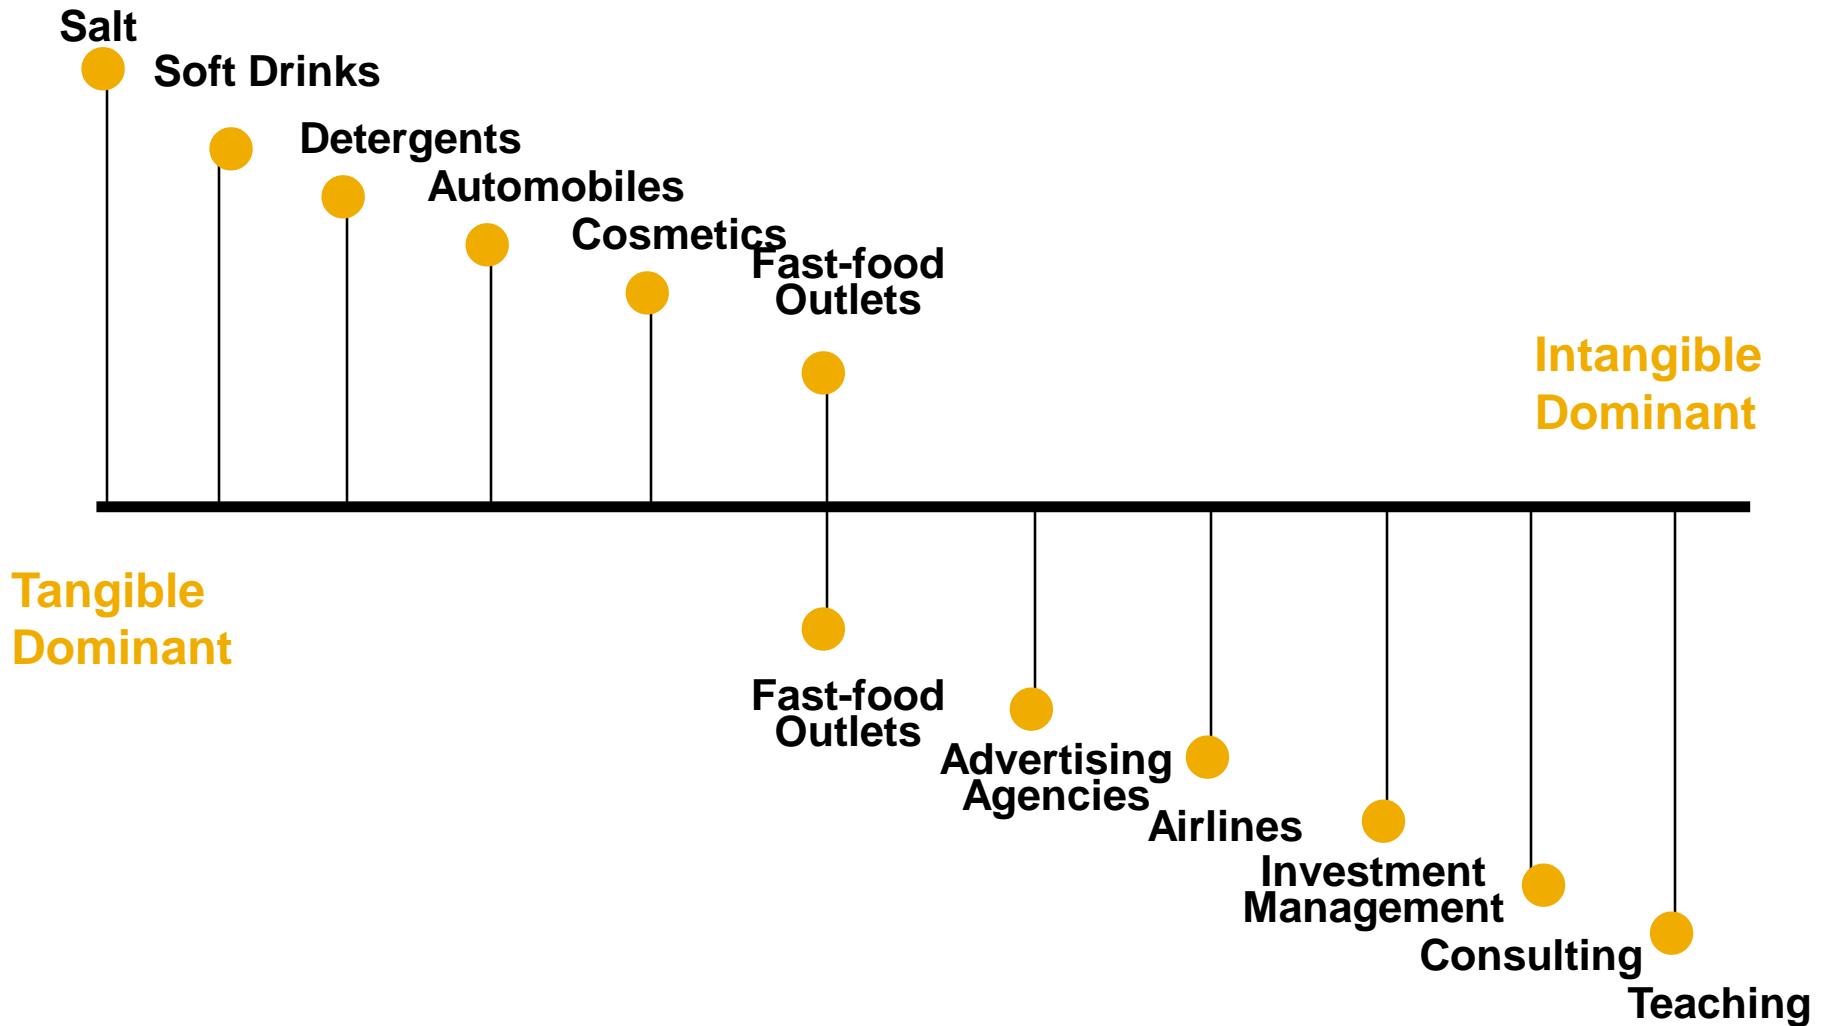 Salt
Soft Drinks
Detergents
Automobiles
Cosmetics
Fast-food
Outlets
Intangible
Dominant
Tangible
Dominant
Fast-food
Outlets
Advertising
Agencies
Airlines
Investment
Management
Consulting
Teaching